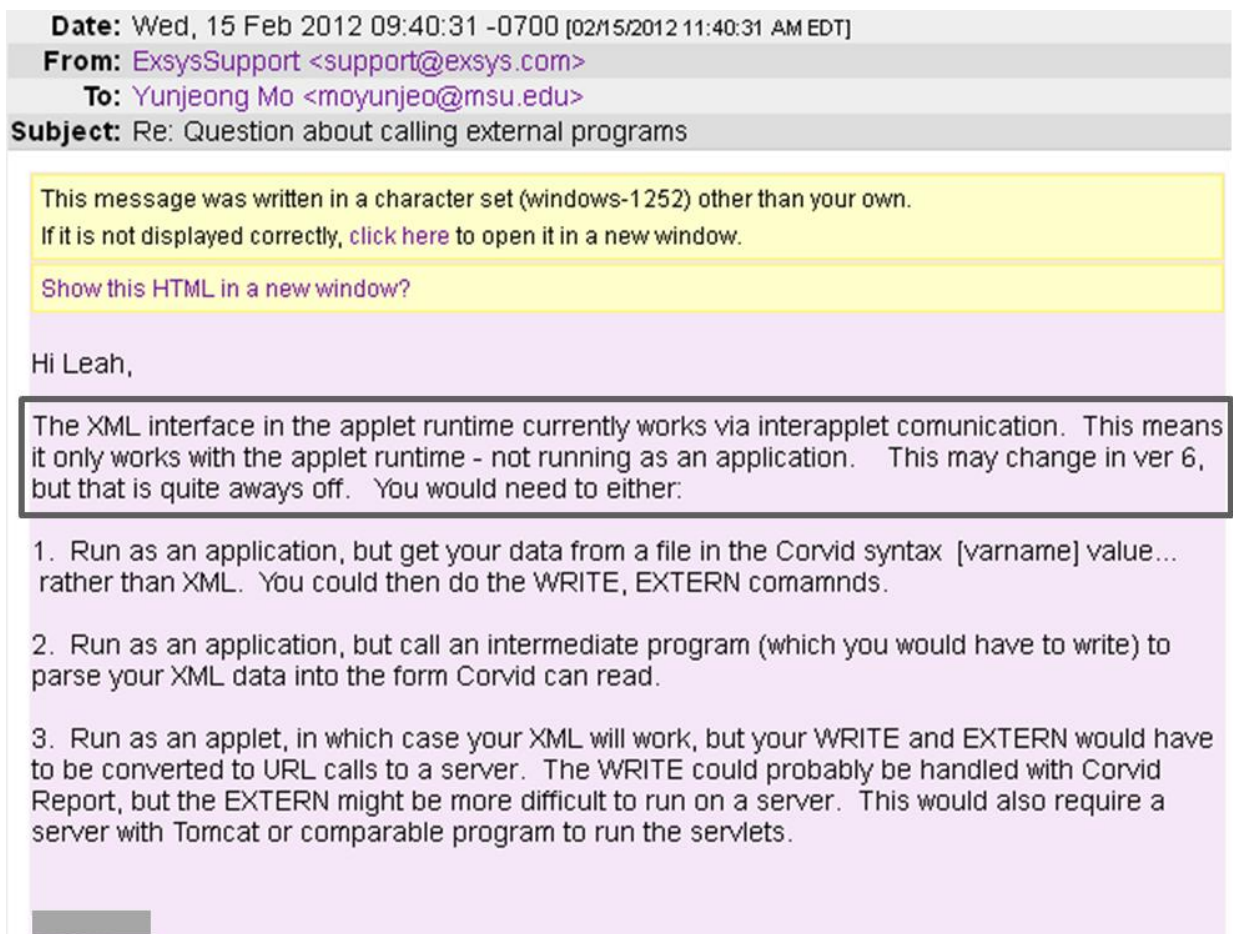 Date: Wed, 15 Feb 2012 09:40:31 -0700 [02/15/2012 11:40:31 AM EDT]
From: ExsysSupport <support@exsys.com>
To: Yunjeong Mo <moyunjeo@msu.edu>
Subject: Re: Question about calling external programs
This message was written in a character set (windows-1252) other than your own.
If it is not displayed correctly, click here to open it in a new window.
Show this HTML in a new window?
Hi Leah,
The XML interface in the applet runtime currently works via interapplet comunication.  This means
it only works with the applet runtime - not running as an application.    This may change in ver 6,
but that is quite aways off.   You would need to either:
1.  Run as an application, but get your data from a file in the Corvid syntax  [varname] value...
rather than XML.  You could then do the WRITE, EXTERN comamnds.
2.  Run as an application, but call an intermediate program (which you would have to write) to
parse your XML data into the form Corvid can read.
3.  Run as an applet, in which case your XML will work, but your WRITE and EXTERN would have
to be converted to URL calls to a server.  The WRITE could probably be handled with Corvid
Report, but the EXTERN might be more difficult to run on a server.  This would also require a
server with Tomcat or comparable program to run the servlets.